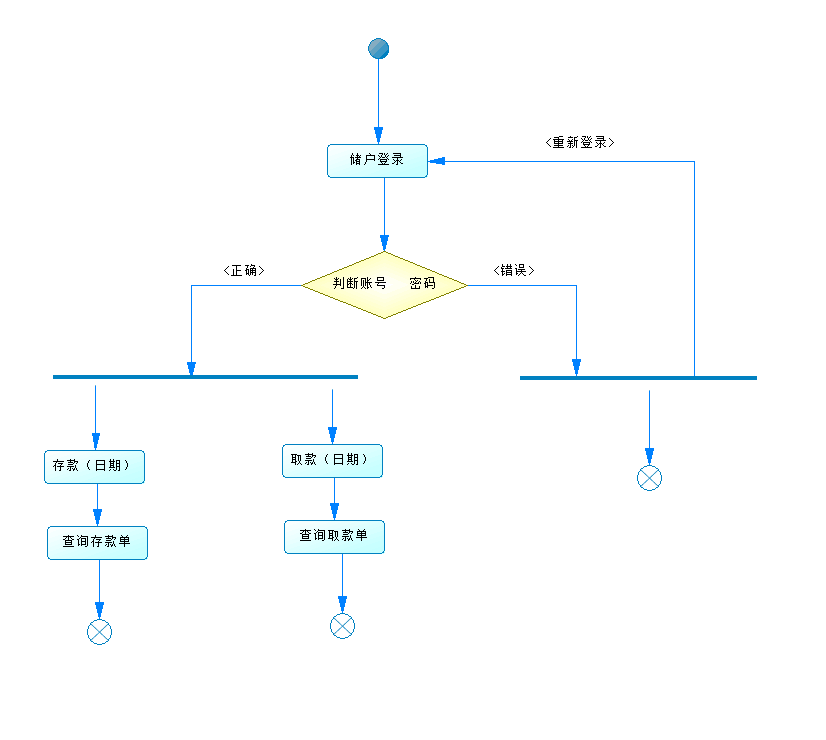 储户登录
<重新登录>
<正确>
判断账号 密码
<错误>
存款（日期）
取款（日期）
查询存款单
查询取款单